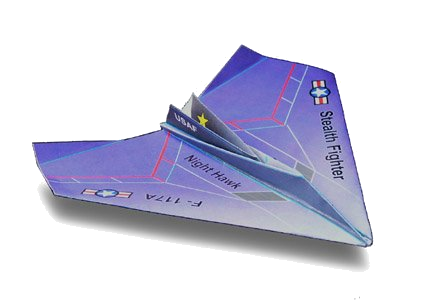 USAF
Stealth Fighter
Night Hawk
F. 117A